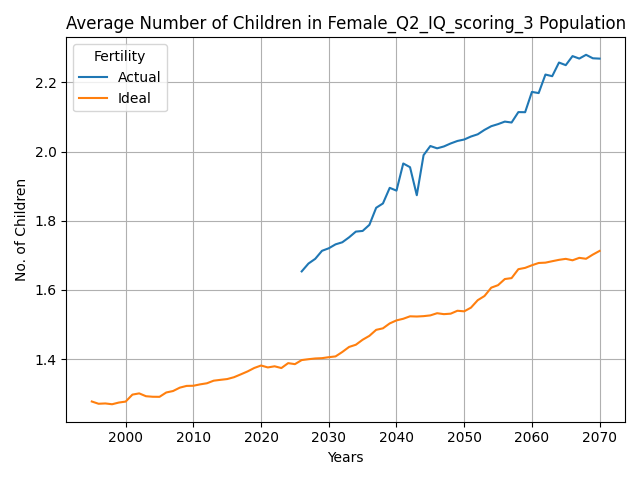 Average Number of Children in Female_Q2_IQ_scoring_3 Population
Fertility
Actual
Ideal
No. of Children
2.2
2.0
1.8
1.6
1.4
2000
2010
2020
2030
2040
2050
2060
2070
Years